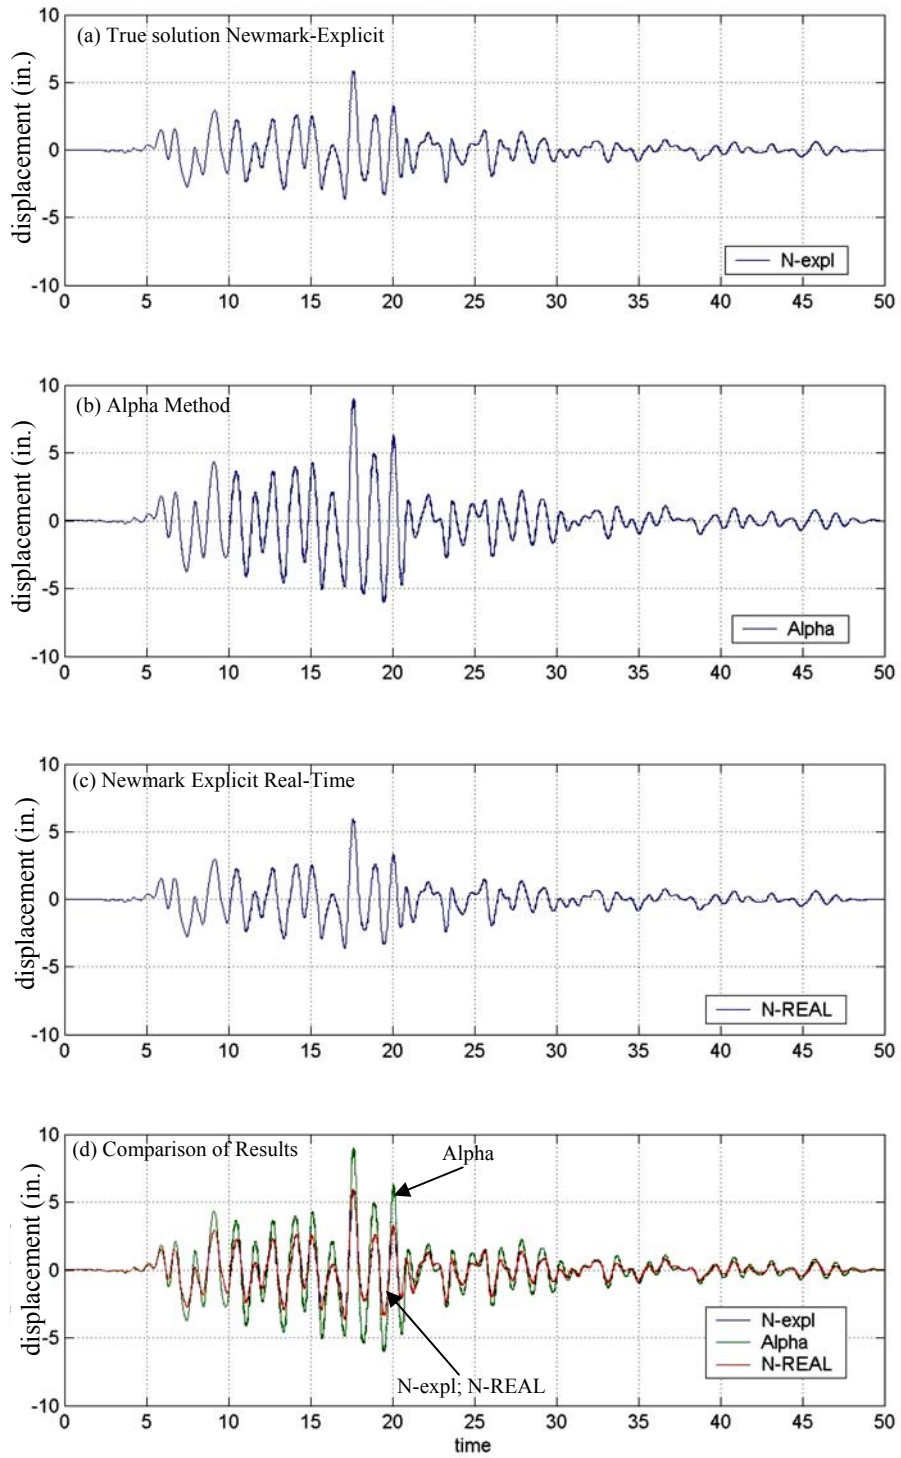 (a) True solution Newmark-Explicit
displacement (in.)
10
5
0
-5
-10
N-expl
0 5 10 15 20 25 30 35 40 45 50
(b) Alpha Method
displacement (in.)
10
5
0
-5
-10
Alpha
0 5 10 15 20 25 30 35 40 45 50
(c) Newmark Explicit Real-Time
displacement (in.)
10
5
0
-5
-10
N-REAL
0 5 10 15 20 25 30 35 40 45 50
(d) Comparison of Results
displacement (in.)
10
5
0
-5
-10
Alpha
N-expl; N-REAL
N-expl
Alpha
N-REAL
0 5 10 15 20 25 30 35 40 45 50
time